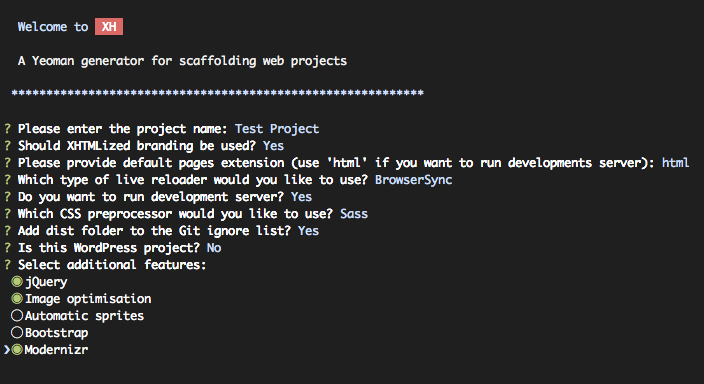 Welcome to XH
A Yeoman generator for scaffolding web projects
***********************************************************
? Please enter the project name: Test Project
? Should XHTMLized branding be used? Yes
? Please provide default pages extension (use 'html' if you want to run developments server): html
? Which type of live reloader would you like to use? BrowserSync
? Do you want to run development server? Yes
? Which CSS preprocessor would you like to use? Sass
? Add dist folder to the Git ignore list? Yes
? Is this WordPress project? No
? Select additional features:
◉jQuery
◉Image optimisation
◯Automatic sprites
◯Bootstrap
❯◉Modernizr